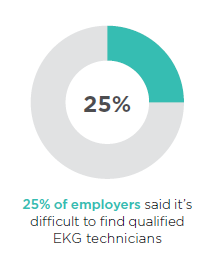 25%
25% of employers said it's
difficult to find qualified
EKG technicians